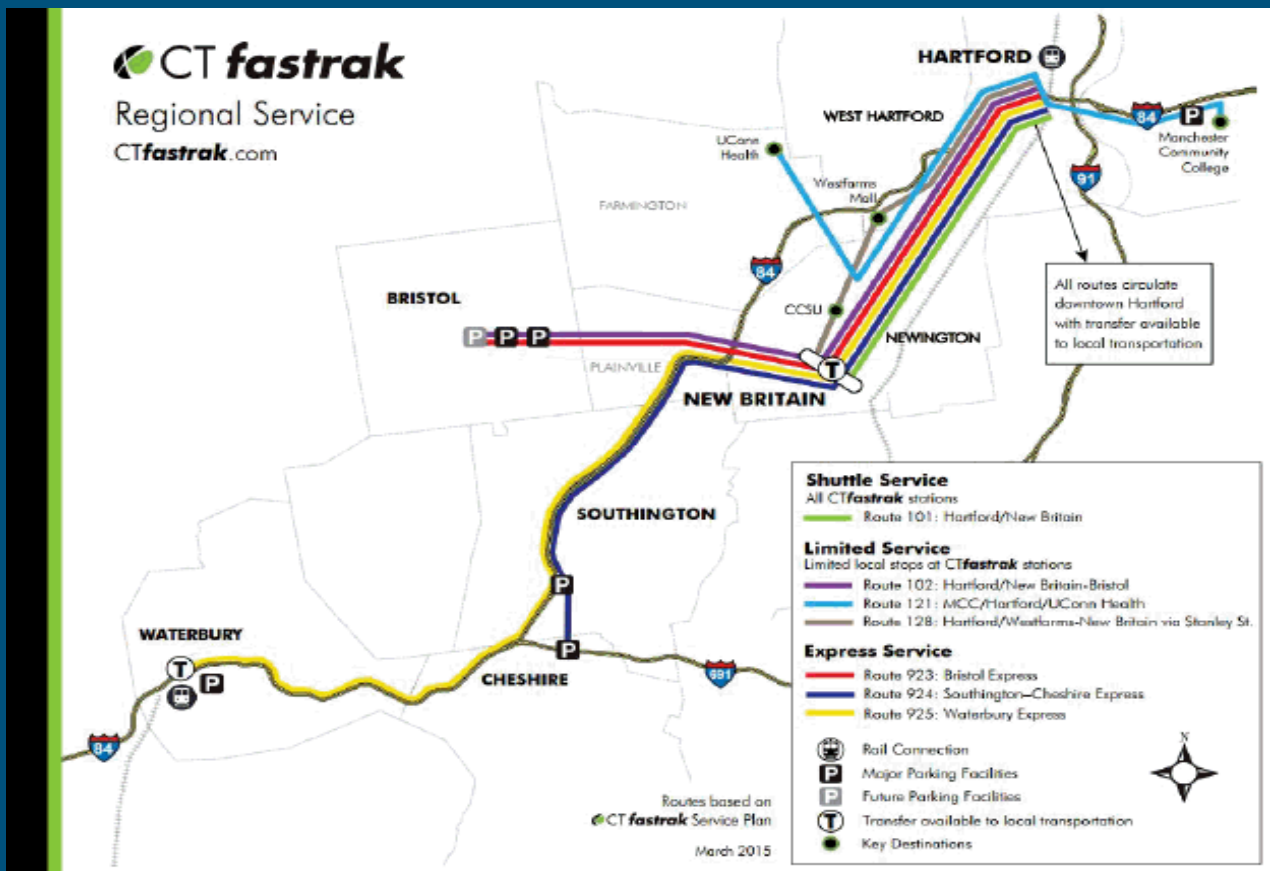 CTfastrak
Regional Service
CTfastrak.com
HARTFORD
WEST HARTFORD
UConn
Health
Westfarms
Mall
84
P
Manchester
Community
College
91
FARMINGTON
84
BRISTOL
CCSU
All routes circulate
downtown Hartford
with transfer available
to local transportation
P P P
NEWINGTON
PLAINVILLE
T
NEW BRITAIN
SOUTHINGTON
P
WATERBURY
T
P
P
CHESHIRE
691
84
Shuttle Service
All CTfastrak stations
Route 101: Hartford/New Britain
Limited Service
Limited local stops at CTfastrak stations
Route 102: Hartford/New Britain-Bristol
Route 121: MCC/Hartford/UConn Health
Route 128: Hartford/Westfarms-New Britain via Stanley St.
Express Service
Route 923: Bristol Express
Route 924: Southington–Cheshire Express
Route 925: Waterbury Express
Rail Connection
P Major Parking Facilities
P Future Parking Facilities
T Transfer available to local transportation
Key Destinations
N
Routes based on
CTfastrak Service Plan
March 2015